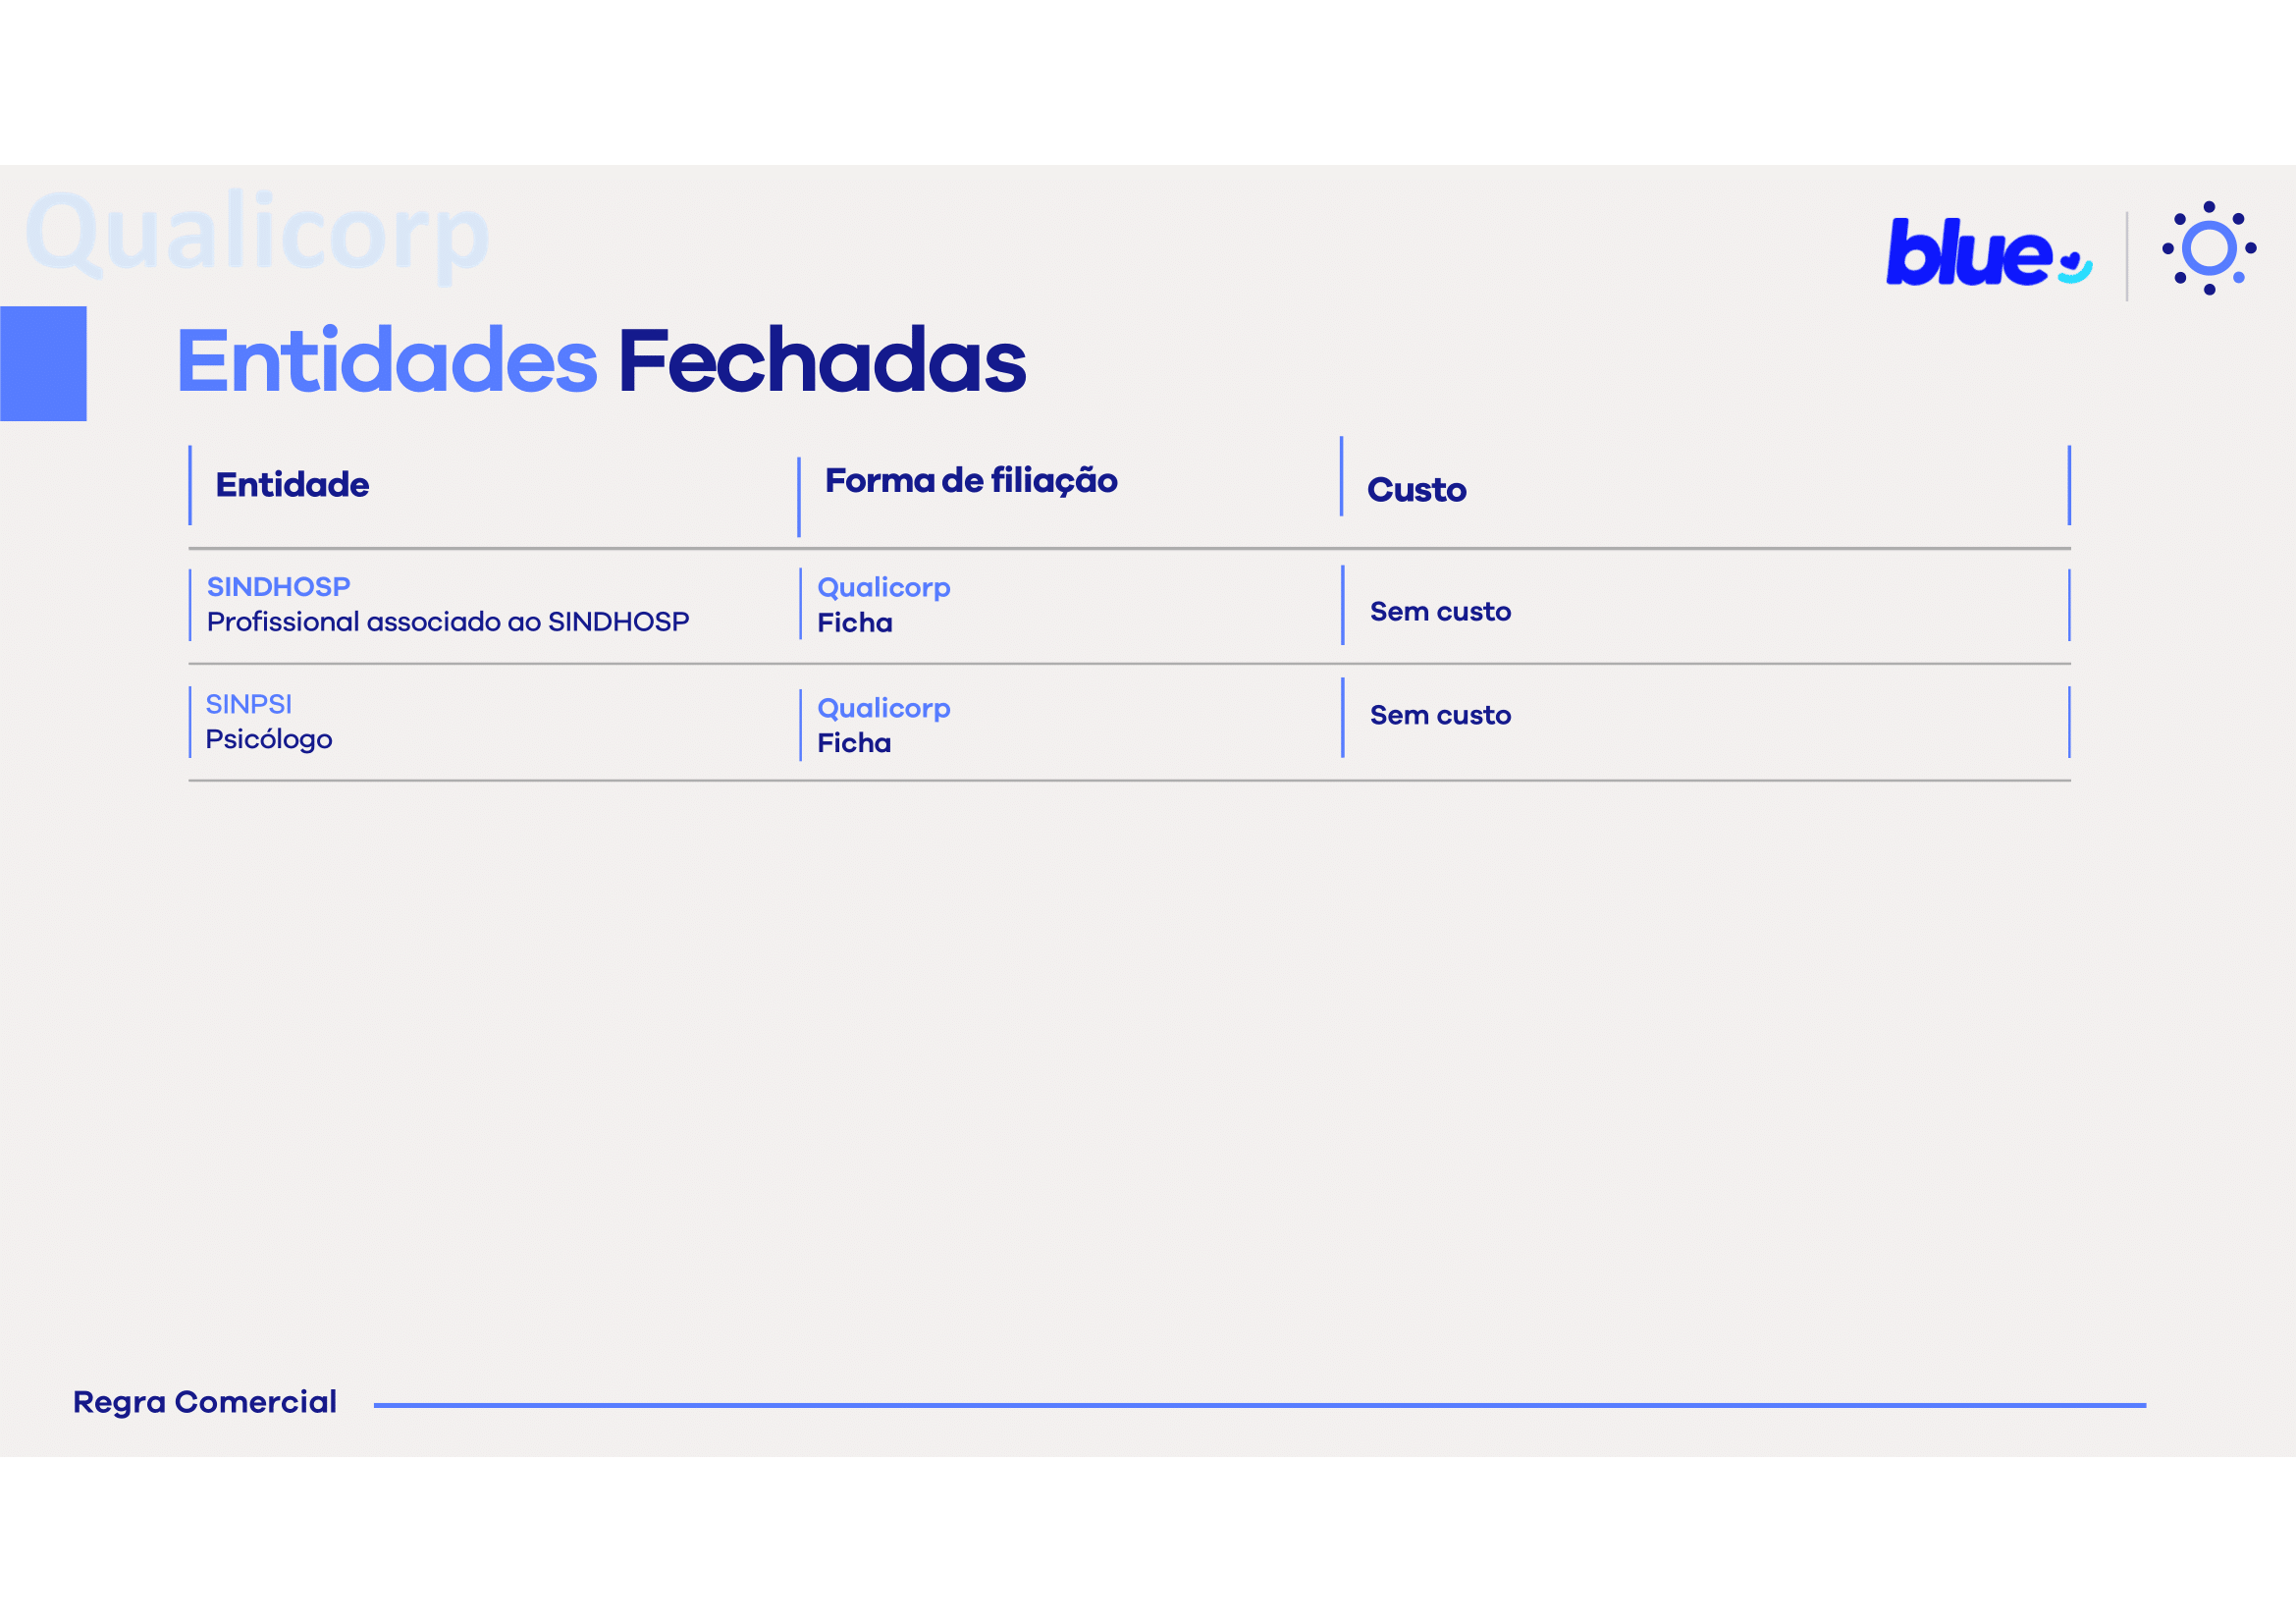 Qualicorp
blue
Entidades Fechadas
Entidade
Forma de filiação
Custo
SINDHOSP
Profissional associado ao SINDHOSP
Qualicorp
Ficha
Sem custo
SINPSI
Psicólogo
Qualicorp
Ficha
Sem custo
Regra Comercial